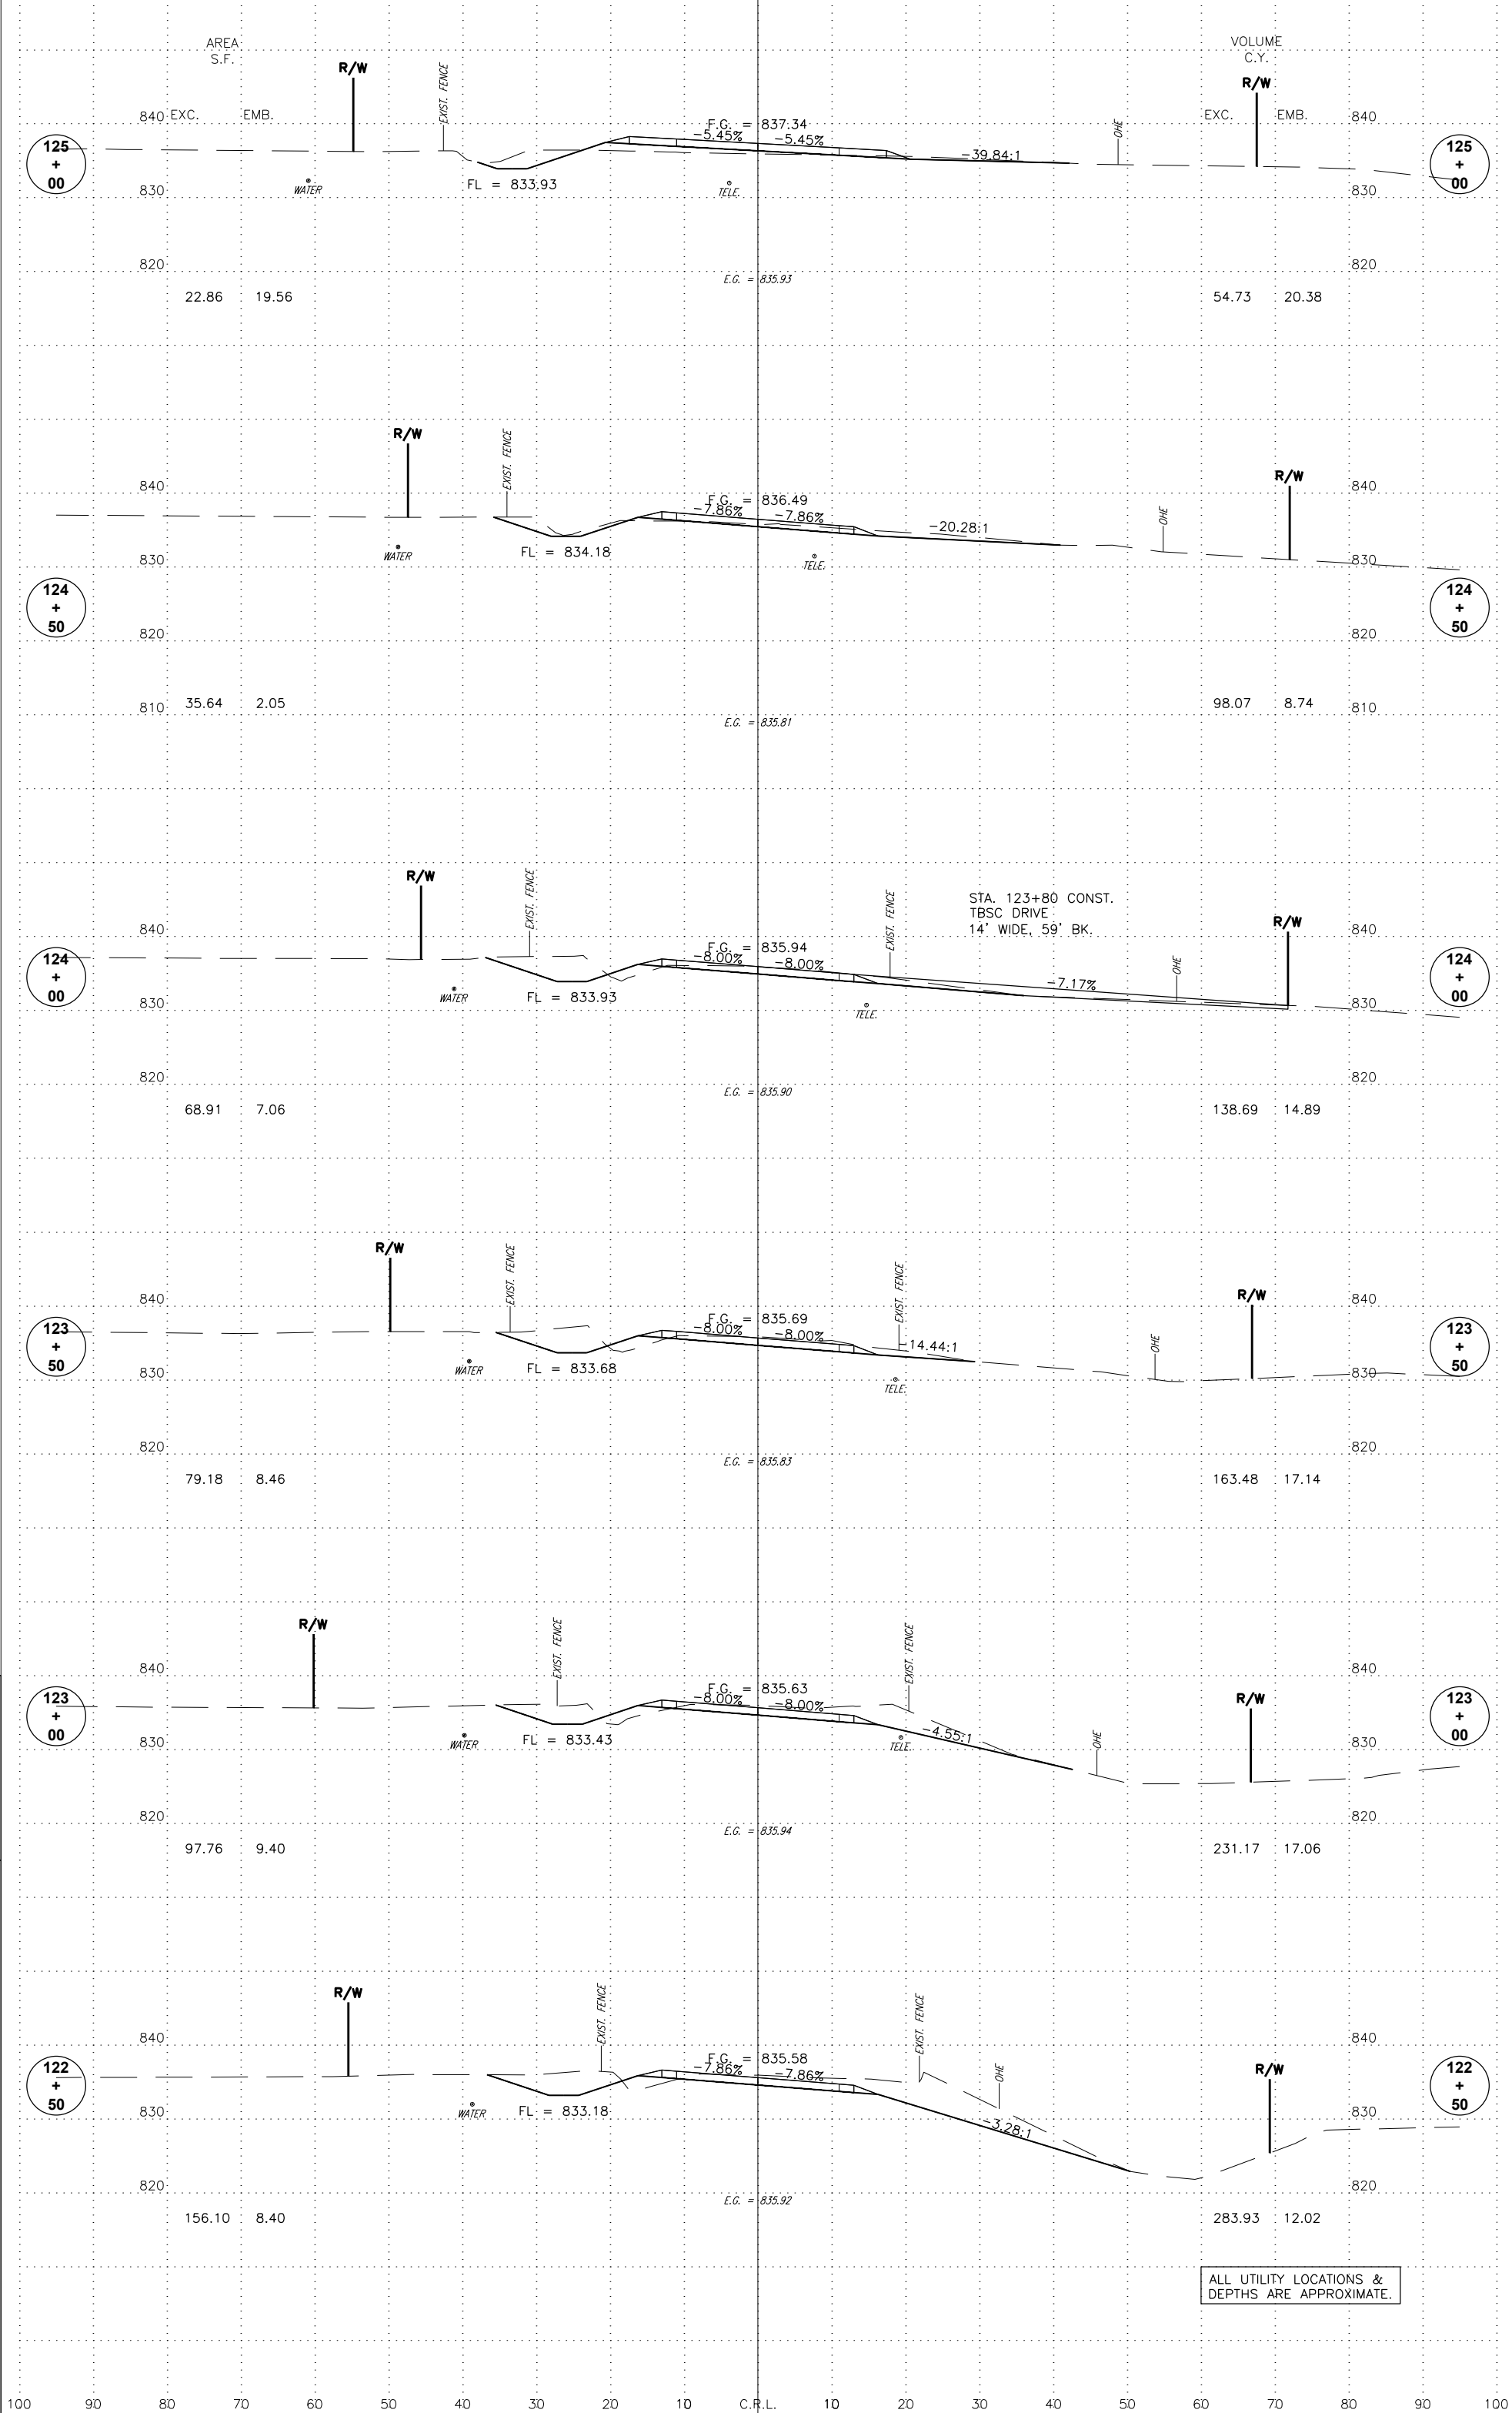 AREA
S.F.
VOLUME
C.Y.
R/W
EXIST. FENCE
R/W
840 EXC. EMB.
F.G. = 837.34
-5.45% -5.45%
OHE
EXC. EMB. 840
125
+
00
-39.84:1
125
+
00
WATER
FL = 833.93
TELE.
830
830
820
E.G. = 835.93
820
22.86 19.56
54.73 20.38
R/W
EXIST. FENCE
R/W
840
F.G. = 836.49
-7.86% -7.86%
OHE
840
-20.28:1
WATER
FL = 834.18
TELE.
830
830
124
+
50
124
+
50
820
820
810 35.64 2.05
E.G. = 835.81
98.07 8.74 810
R/W
EXIST. FENCE
EXIST. FENCE
STA. 123+80 CONST.
TBSC DRIVE
14' WIDE, 59' BK.
R/W
840
F.G. = 835.94
-8.00% -8.00%
OHE
840
124
+
00
-7.17%
124
+
00
WATER
FL = 833.93
TELE.
830
830
820
E.G. = 835.90
820
68.91 7.06
138.69 14.89
R/W
EXIST. FENCE
EXIST. FENCE
R/W
840
F.G. = 835.69
-8.00% -8.00%
OHE
840
123
+
50
-14.44:1
123
+
50
WATER
FL = 833.68
TELE.
830
830
820
E.G. = 835.83
820
79.18 8.46
163.48 17.14
R/W
EXIST. FENCE
EXIST. FENCE
R/W
840
F.G. = 835.63
-8.00% -8.00%
OHE
840
123
+
00
-4.55:1
123
+
00
WATER
FL = 833.43
TELE.
830
830
820
E.G. = 835.94
820
97.76 9.40
231.17 17.06
R/W
EXIST. FENCE
EXIST. FENCE
OHE
R/W
840
F.G. = 835.58
-7.86% -7.86%
840
122
+
50
122
+
50
WATER
FL = 833.18
-3.28:1
830
830
820
E.G. = 835.92
820
156.10 8.40
283.93 12.02
ALL UTILITY LOCATIONS &
DEPTHS ARE APPROXIMATE.
100 90 80 70 60 50 40 30 20 10 C.R.L. 10 20 30 40 50 60 70 80 90 100